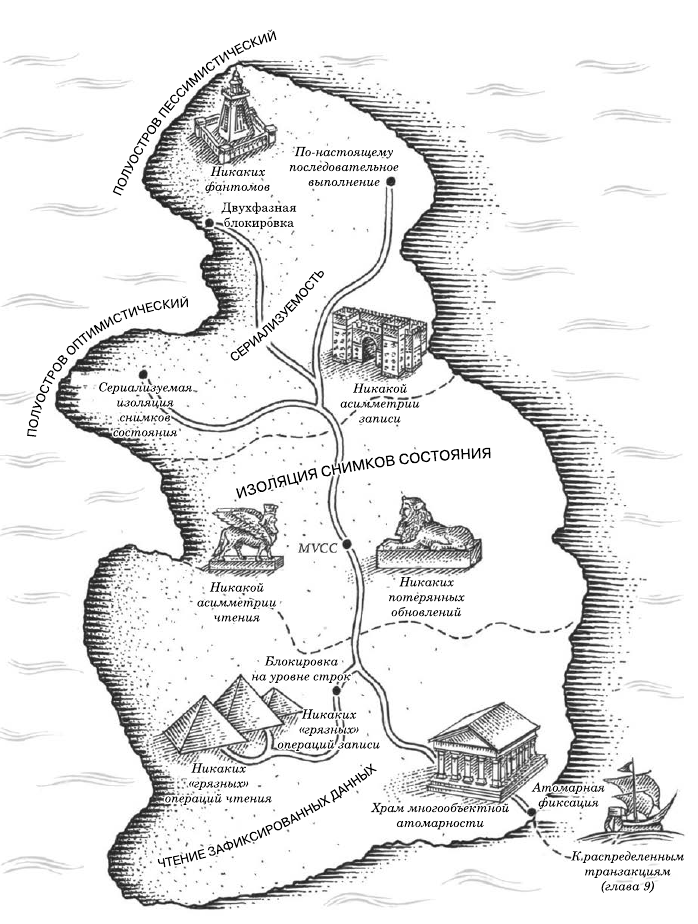 ПОЛУОСТРОВ ПЕССИМИСТИЧЕСКИЙ
Никаких
фантомов
По-настоящему
последовательное
выполнение
Двухфазная
блокировка
СЕРИАЛИЗУЕМОСТЬ
ПОЛУОСТРОВ ОПТИМИСТИЧЕСКИЙ
Сериализуемая
изоляция
снимков
состояния
Никакой
асимметрии
записи
ИЗОЛЯЦИЯ СНИМКОВ СОСТОЯНИЯ
MVCC
Никакой
асимметрии
чтения
Никаких
потерянных
обновлений
Блокировка
на уровне строк
Никаких
«грязных»
операций записи
Никаких
«грязных»
операций чтения
ЧТЕНИЕ ЗАФИКСИРОВАННЫХ ДАННЫХ
Храм многообъектной
атомарности
Атомарная
фиксация
К распределенным
транзакциям
(глава 9)